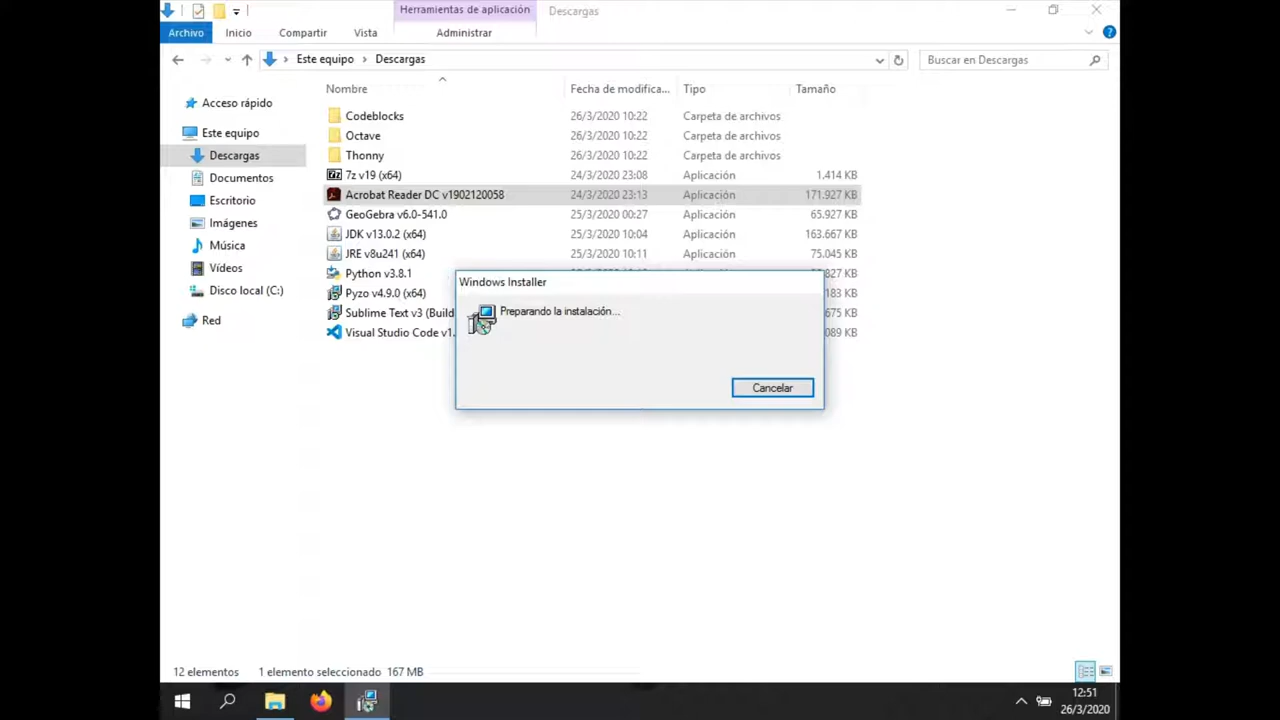 Herramientas de aplicación Descargas
Archivo Inicio Compartir Vista Administrar
Este equipo Descargas Buscar en Descargas
Nombre Fecha de modifica... Tipo Tamaño
Acceso rápido
Este equipo
Descargas
Documentos
Escritorio
Imágenes
Música
Vídeos
Disco local (C:)
Red
Codeblocks 26/3/2020 10:22 Carpeta de archivos
Octave 26/3/2020 10:22 Carpeta de archivos
Thonny 26/3/2020 10:22 Carpeta de archivos
7z v19 (x64) 24/3/2020 23:08 Aplicación 1.414 KB
Acrobat Reader DC v1902120058 24/3/2020 23:13 Aplicación 171.927 KB
GeoGebra v6.0-541.0 25/3/2020 00:27 Aplicación 65.927 KB
JDK v13.0.2 (x64) 25/3/2020 10:04 Aplicación 163.667 KB
JRE v8u241 (x64) 25/3/2020 10:11 Aplicación 75.045 KB
Python v3.8.1 827 KB
Pyzo v4.9.0 (x64) 183 KB
Sublime Text v3 (Build 675 KB
Visual Studio Code v1. 089 KB
Windows Installer
Preparando la instalación...
Cancelar
12 elementos 1 elemento seleccionado 167 MB
12:51
26/3/2020